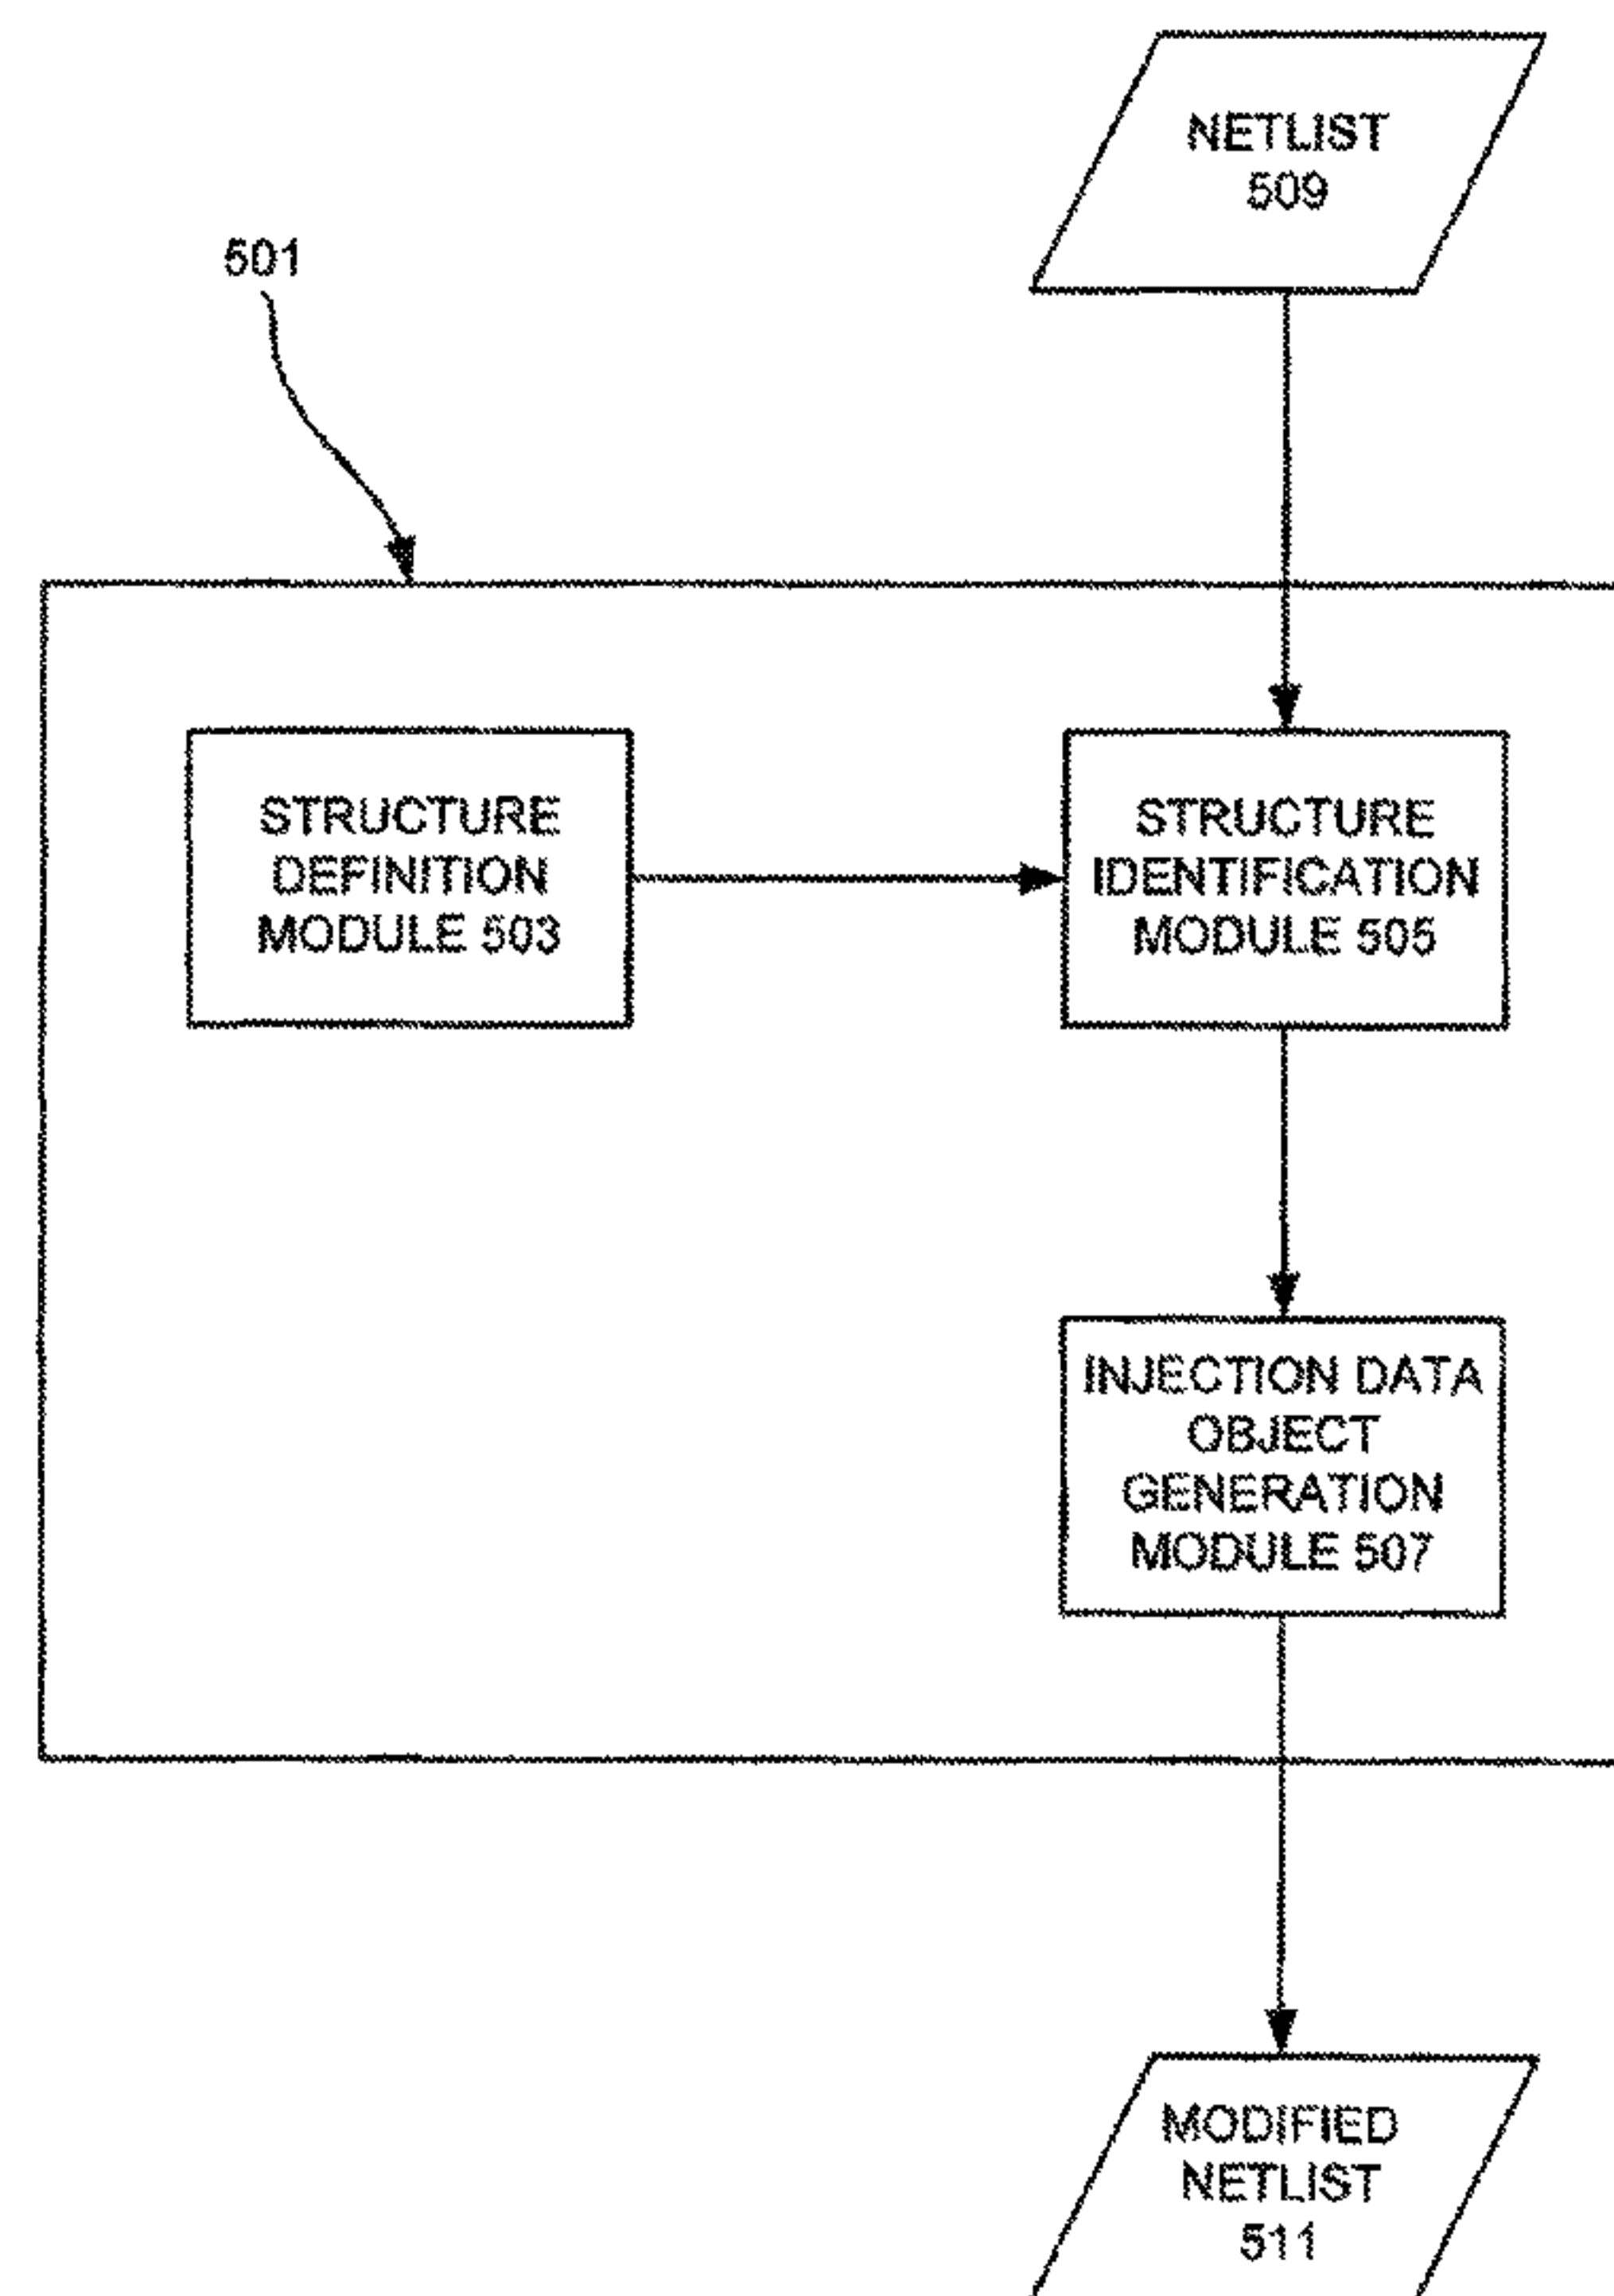 NETLIST
509
501
STRUCTURE
DEFINITION
MODULE 503
STRUCTURE
IDENTIFICATION
MODULE 505
INJECTION DATA
OBJECT
GENERATION
MODULE 507
MODIFIED
NETLIST
511